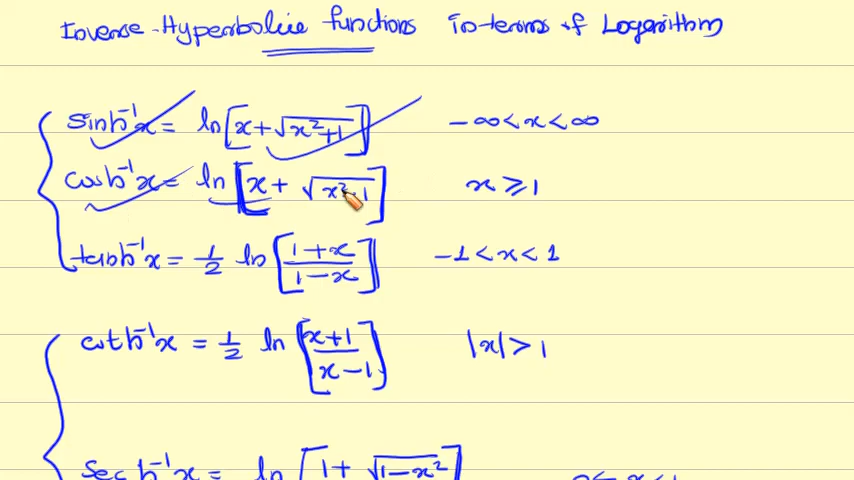 Inverse Hyperbolic functions in terms of Logarithm
sinh⁻¹x = ln[x+√(x²+1)] -∞<x<∞
cosh⁻¹x = ln[x+√(x²-1)] x≥1
tanh⁻¹x = 1/2 ln[(1+x)/(1-x)] -1<x<1
coth⁻¹x = 1/2 ln[(x+1)/(x-1)] |x|>1
sech⁻¹x = ln[1+√(1-x²)